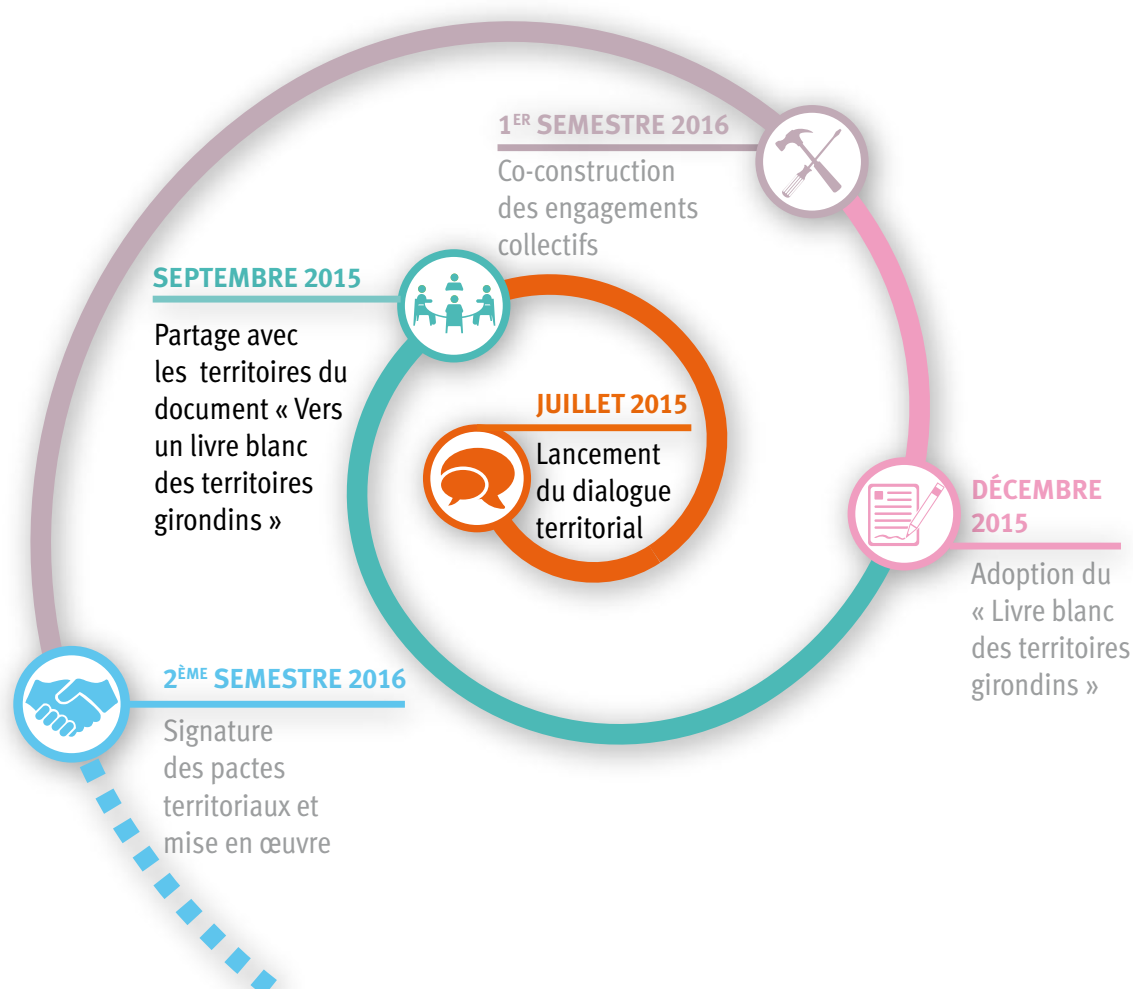 1ER SEMESTRE 2016
Co-construction
des engagements
collectifs
SEPTEMBRE 2015
Partage avec
les territoires du
document « Vers
un livre blanc
des territoires
girondins »
JUILLET 2015
Lancement
du dialogue
territorial
DÉCEMBRE
2015
Adoption du
« Livre blanc
des territoires
girondins »
2ÈME SEMESTRE 2016
Signature
des pactes
territoriaux et
mise en œuvre